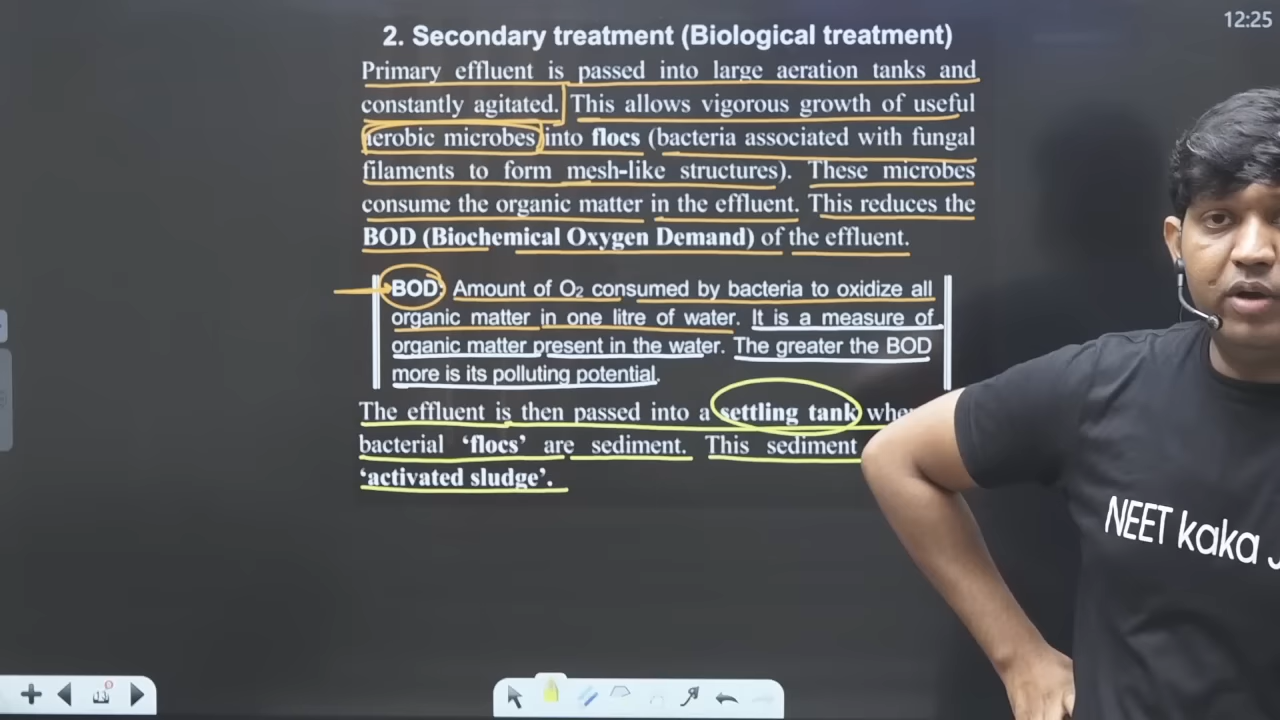 12:25
2. Secondary treatment (Biological treatment)
Primary effluent is passed into large aeration tanks and
constantly agitated. This allows vigorous growth of useful
aerobic microbes into flocs (bacteria associated with fungal
filaments to form mesh-like structures). These microbes
consume the organic matter in the effluent. This reduces the
BOD (Biochemical Oxygen Demand) of the effluent.
BOD: Amount of O₂ consumed by bacteria to oxidize all
organic matter in one litre of water. It is a measure of
organic matter present in the water. The greater the BOD
more is its polluting potential.
The effluent is then passed into a settling tank
bacterial ‘flocs’ are sediment. This sediment
‘activated sludge’.
NEET kaka J
13